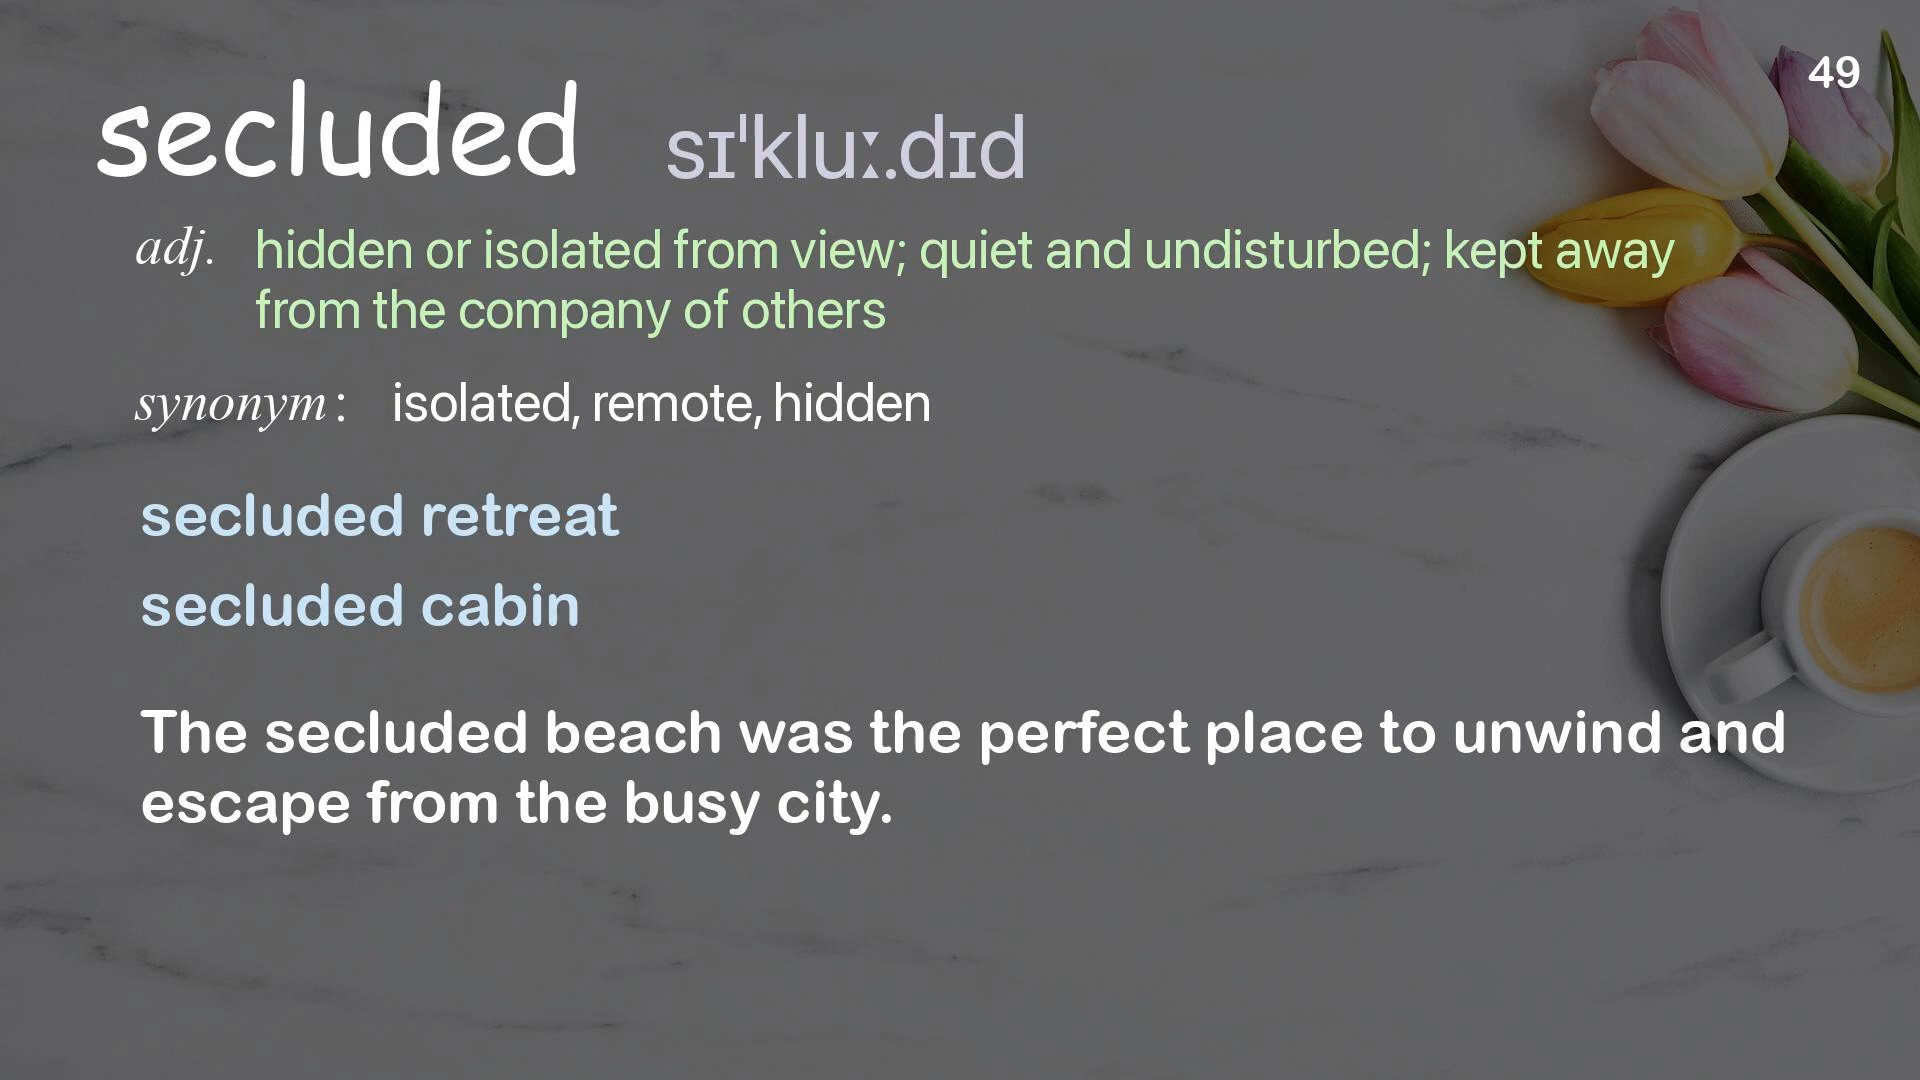 49
secluded sɪˈkluː.dɪd
adj. hidden or isolated from view; quiet and undisturbed; kept away
from the company of others
synonym: isolated, remote, hidden
secluded retreat
secluded cabin
The secluded beach was the perfect place to unwind and
escape from the busy city.